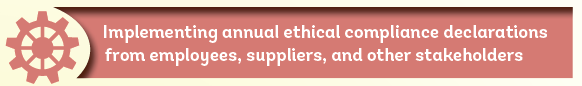 Implementing annual ethical compliance declarations
from employees, suppliers, and other stakeholders